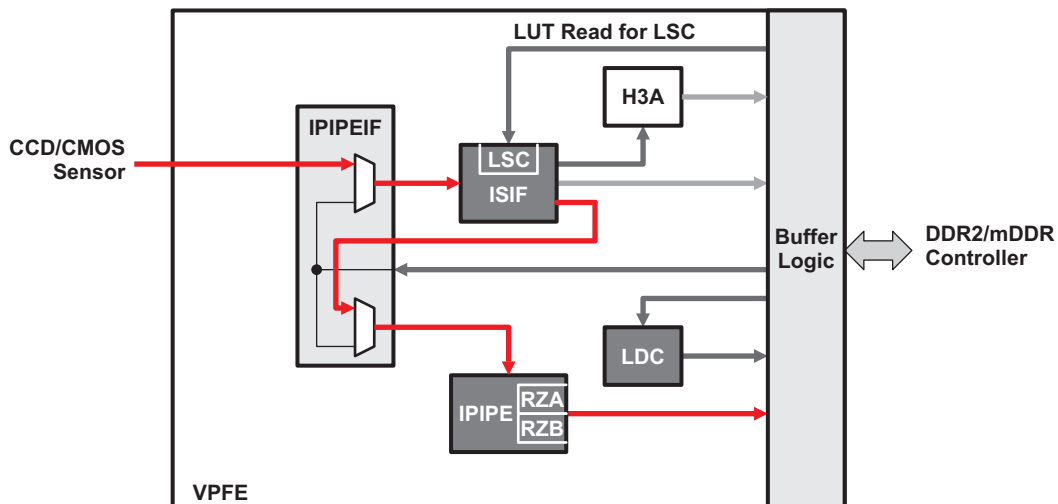 LUT Read for LSC
H3A
IPIPEIF
CCD/CMOS
Sensor
LSC
ISIF
Buffer
Logic
DDR2/mDDR
Controller
LDC
IPIPE
RZA
RZB
VPFE